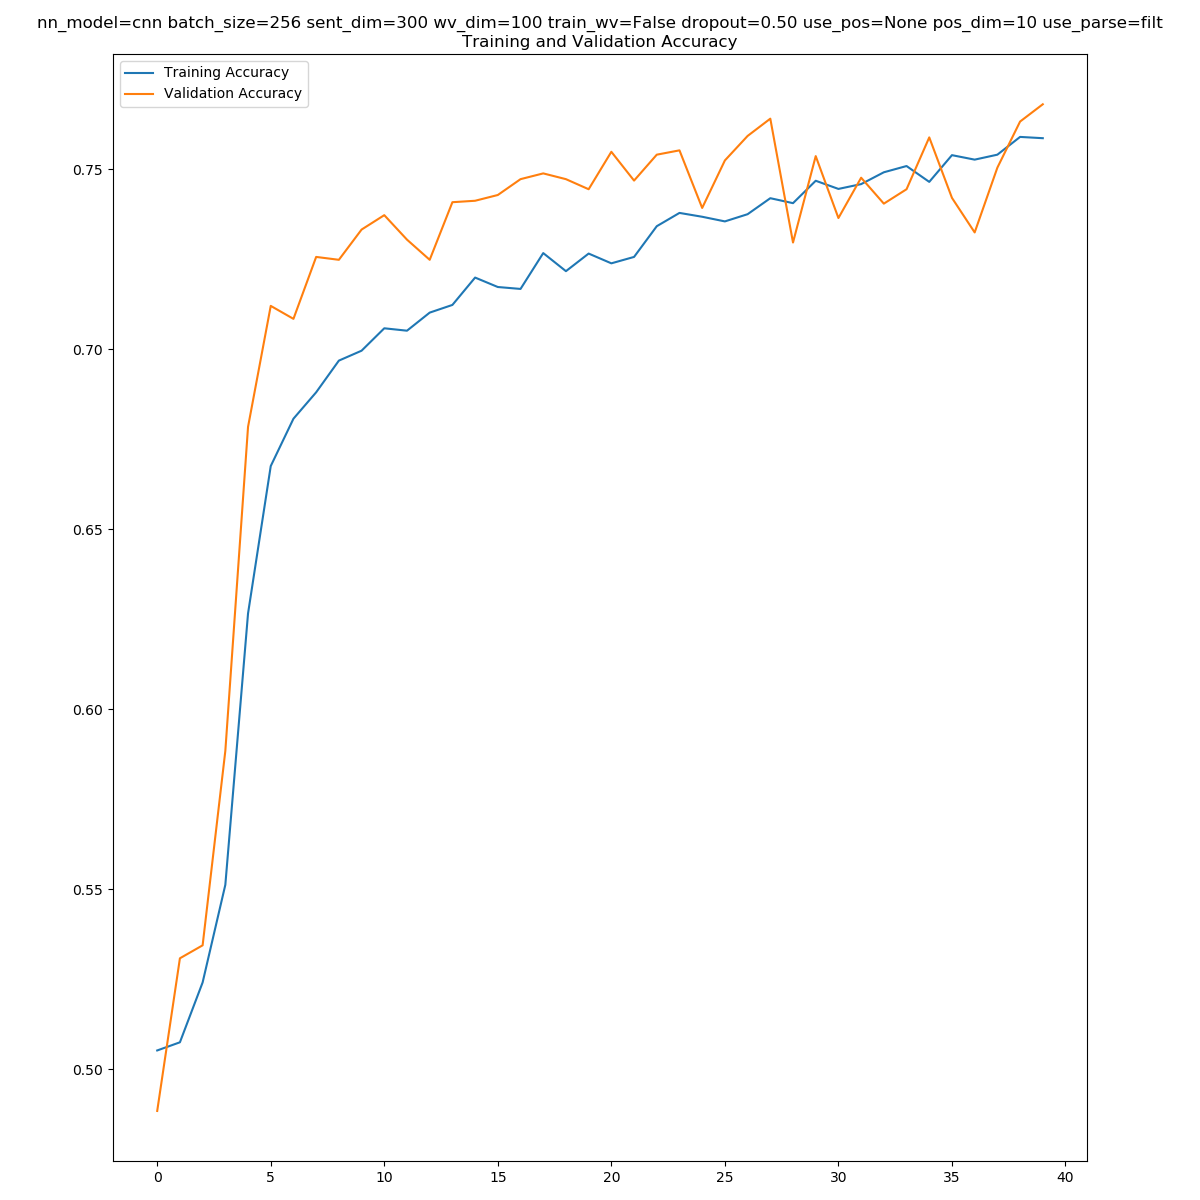 nn_model=cnn batch_size=256 sent_dim=300 wv_dim=100 train_wv=False dropout=0.50 use_pos=None pos_dim=10 use_parse=filt
Training and Validation Accuracy
Training Accuracy
Validation Accuracy
0.75
0.70
0.65
0.60
0.55
0.50
0 5 10 15 20 25 30 35 40